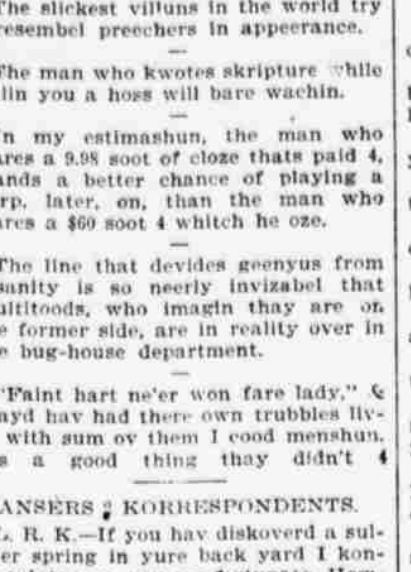 The slickest villuns in the world try
resembel preechers in appeerance.
The man who kwotes skripture while
lin you a hoss will bare wachin.
n my estimashun, the man who
ares a 9.98 soot of cloze thats paid 4,
ands a better chance of playing a
rp, later, on, than the man who
ares a $60 soot 4 whitch he oze.
The line that devides geenyus from
sanity is so neerly invizabel that
ultitoods, who imagin thay are on
e former side, are in reality over in
e bug-house department.
"Faint hart ne'er won fare lady," &
ayd hav had there own trubbles liv-
with sum ov them I cood menshun.
s a good thing thay didn't 4
ANSERS 2 KORRESPONDENTS.
L. R. K.—If you hav diskoverd a sul-
er spring in yure back yard I kon-